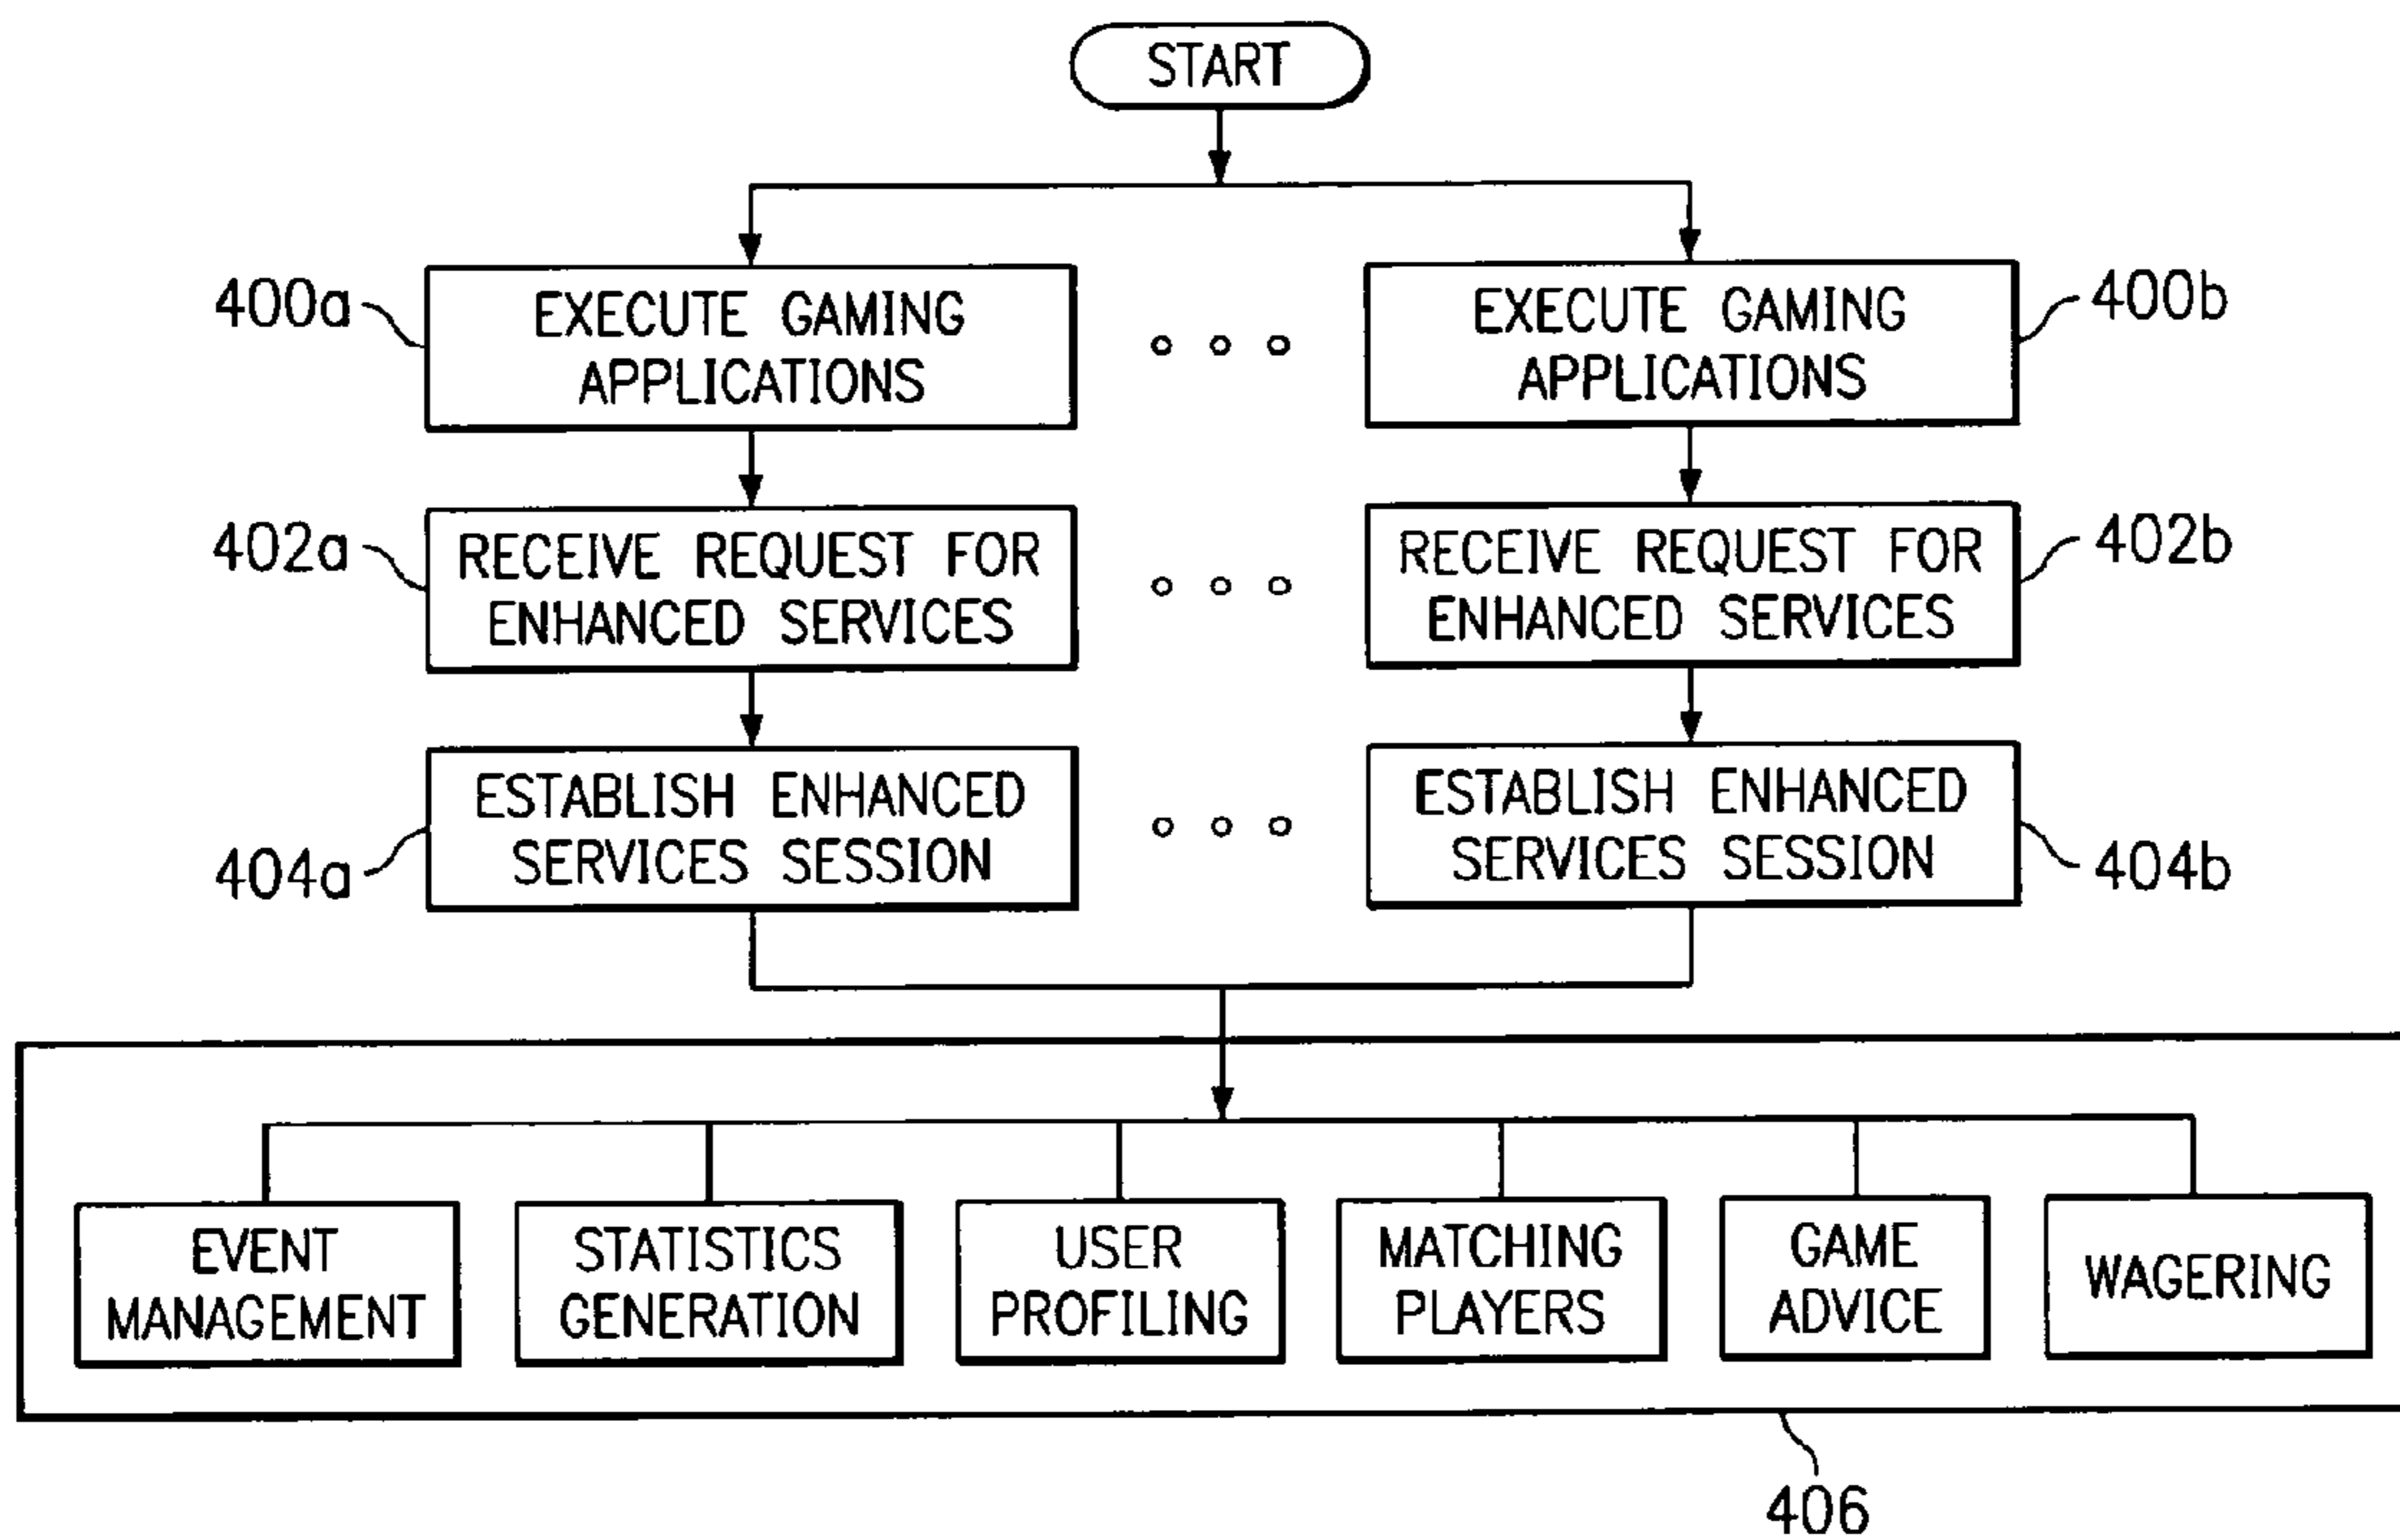 START
400a
EXECUTE GAMING
APPLICATIONS
EXECUTE GAMING
APPLICATIONS
400b
402a
RECEIVE REQUEST FOR
ENHANCED SERVICES
RECEIVE REQUEST FOR
ENHANCED SERVICES
402b
404a
ESTABLISH ENHANCED
SERVICES SESSION
ESTABLISH ENHANCED
SERVICES SESSION
404b
EVENT
MANAGEMENT
STATISTICS
GENERATION
USER
PROFILING
MATCHING
PLAYERS
GAME
ADVICE
WAGERING
406